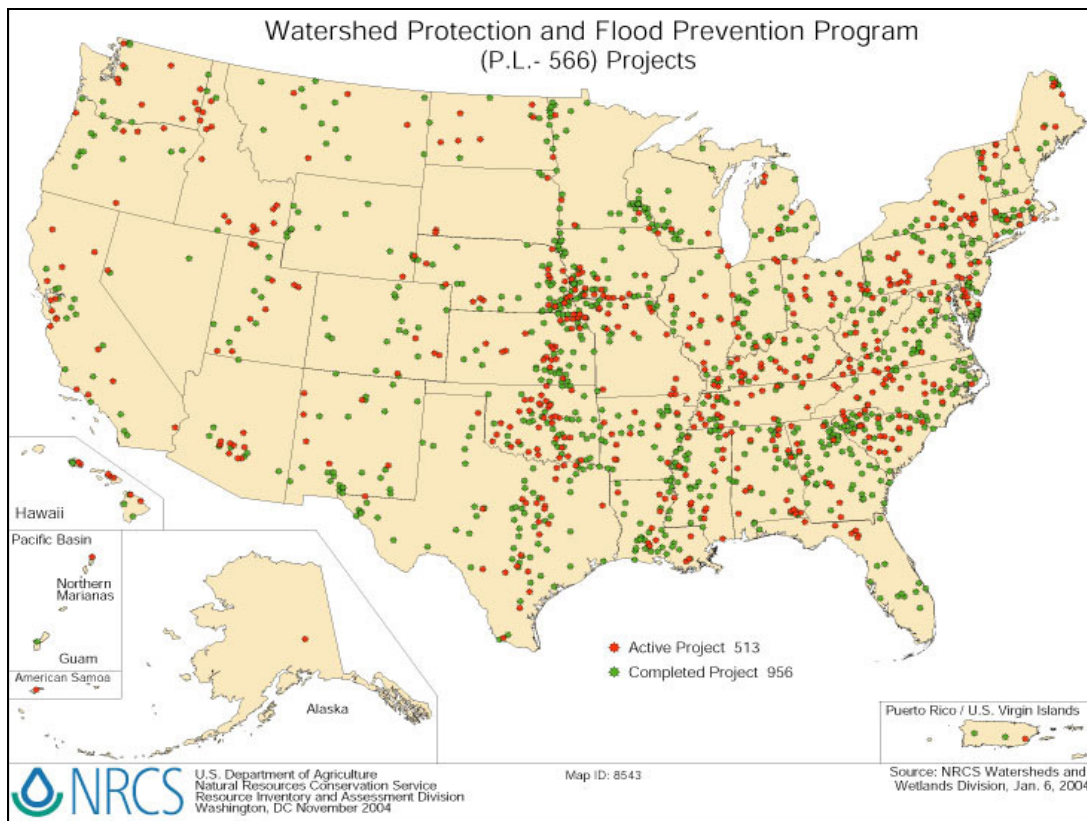 Watershed Protection and Flood Prevention Program
(P.L.- 566) Projects
Hawaii
Pacific Basin
Northern
Marianas
Guam
American Samoa
Alaska
Active Project 513
Completed Project 956
Puerto Rico / U.S. Virgin Islands
NRCS
U.S. Department of Agriculture
Natural Resources Conservation Service
Resource Inventory and Assessment Division
Washington, DC November 2004
Map ID: 8543
Source: NRCS Watersheds and
Wetlands Division, Jan. 6, 2004